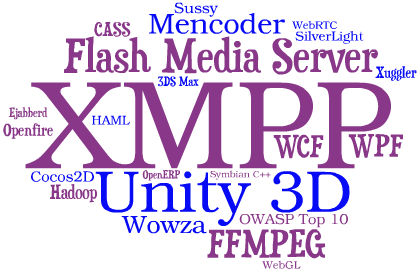 Sussy
CASS
Mencoder
WebRTC
SilverLight
Flash Media Server
3DS Max
Xuggler
XMPP
Ejabberd
Openfire
HAML
WCF
WPF
Cocos2D
OpenERP
Symbian C++
Hadoop
Unity 3D
Wowza
OWASP Top 10
FFMPEG
WebGL